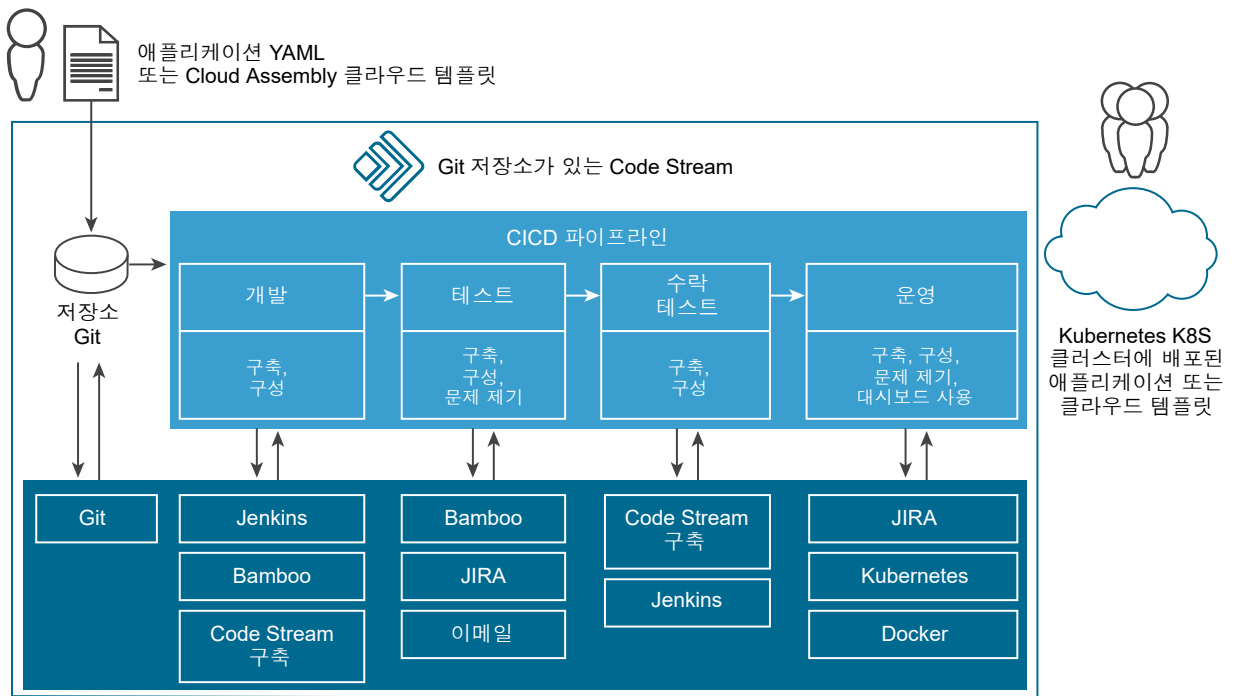 애플리케이션 YAML
또는 Cloud Assembly 클라우드 템플릿
Git 저장소가 있는 Code Stream
CICD 파이프라인
저장소
Git
개발
테스트
수락
테스트
운영
구축,
구성
구축,
구성,
문제 제기
구축,
구성
구축, 구성,
문제 제기,
대시보드 사용
Kubernetes K8S
클러스터에 배포된
애플리케이션 또는
클라우드 템플릿
Git
Jenkins
Bamboo
Code Stream
구축
Bamboo
JIRA
이메일
Code Stream
구축
Jenkins
JIRA
Kubernetes
Docker